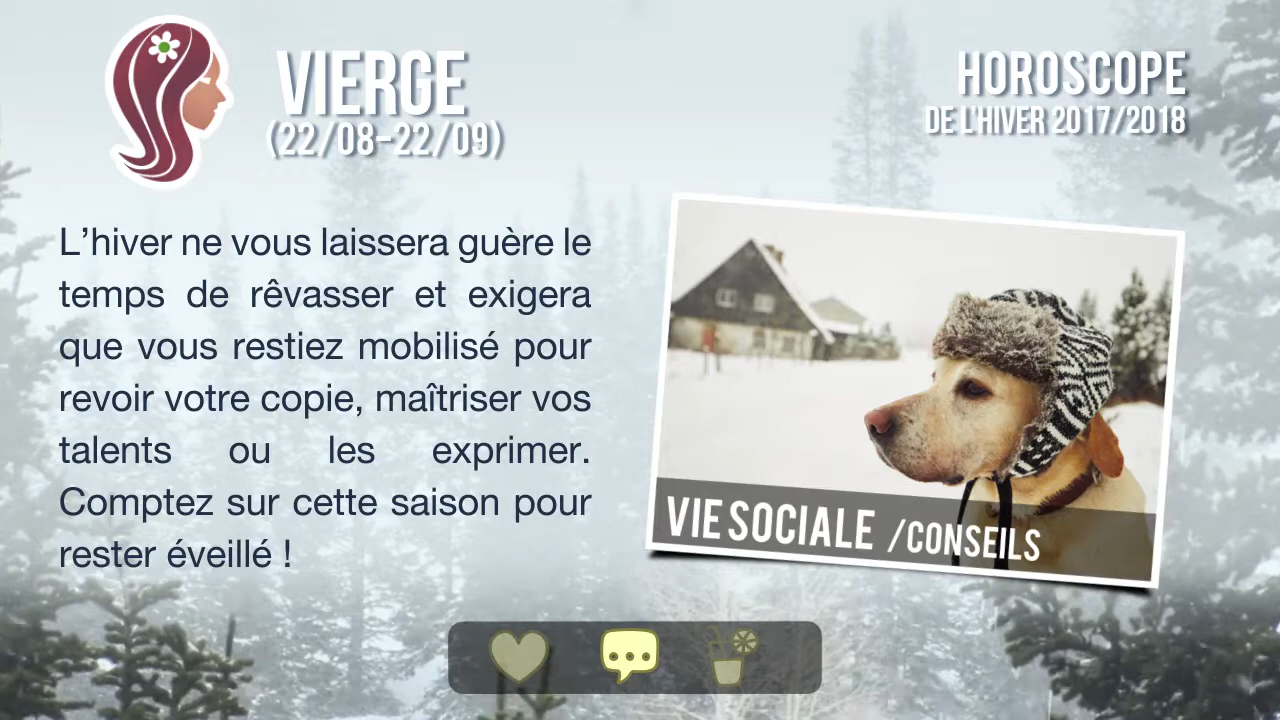 VIERGE
(22/08-22/09)
HOROSCOPE
DE L'HIVER 2017/2018
L’hiver ne vous laissera guère le
temps de rêvasser et exigera
que vous restiez mobilisé pour
revoir votre copie, maîtriser vos
talents ou les exprimer.
Comptez sur cette saison pour
rester éveillé !
VIE SOCIALE /CONSEILS